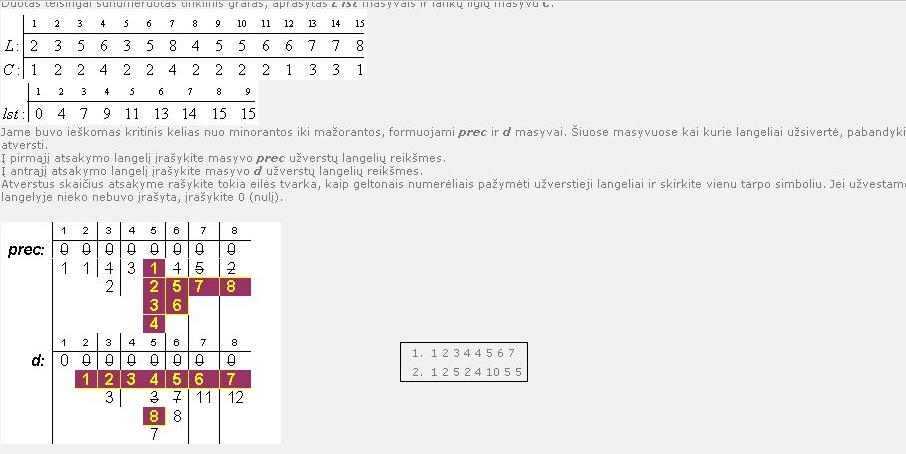 Duotas teisingai sunumeruotas tinklinis grafas, aprašytas L ir lst masyvais ir lankų ilgių masyvu C.
1 2 3 4 5 6 7 8 9 10 11 12 13 14 15
L: 2 3 5 6 3 5 8 4 5 5 6 6 7 7 8
C: 1 2 2 4 2 2 4 2 2 2 2 1 3 3 1
1 2 3 4 5 6 7 8 9
lst: 0 4 7 9 11 13 14 15 15
Jame buvo ieškomas kritinis kelias nuo minorantos iki mažorantos, formuojami prec ir d masyvai. Šiuose masyvuose kai kurie langeliai užsivertė, pabandyki
atversti.
Į pirmąjį atsakymo langelį įrašykite masyvo prec užverstų langelių reikšmes.
Į antrąjį atsakymo langelį įrašykite masyvo d užverstų langelių reikšmes.
Atverstus skaičius atsakyme rašykite tokia eilės tvarka, kaip geltonais numerėliais pažymėti užverstieji langeliai ir skirkite vienu tarpo simboliu. Jei užvestame
langelyje nieko nebuvo įrašyta, įrašykite 0 (nulį).
1 2 3 4 5 6 7 8
prec: 0 0 0 0 0 0 0 0
1 1 4 3 1 4 5 2
2 2 5 7 8
3 6
4
1 2 3 4 5 6 7 8
d: 0 0 0 0 0 0 0 0
1 2 3 4 5 6 7
3 3 7 11 12
8 8
7
1. 1 2 3 4 4 5 6 7
2. 1 2 5 2 4 10 5 5